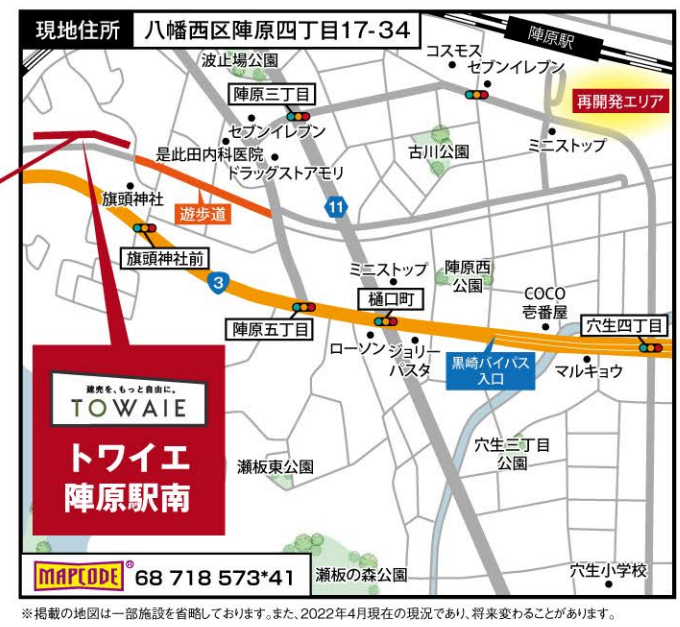 現地住所 八幡西区陣原四丁目17-34
陣原駅
コスモス
波止場公園
セブンイレブン
陣原三丁目
再開発エリア
セブンイレブン
ミニストップ
是此田内科医院
古川公園
ドラッグストアモリ
旗頭神社
遊歩道
11
旗頭神社前
3
ミニストップ
陣原西
公園
樋口町
COCO
壱番屋
陣原五丁目
穴生四丁目
ローソン
ジョリー
パスタ
黒崎バイパス
入口
マルキョウ
建売を、もっと自由に。
TOWAIE
トワイエ
陣原駅南
穴生三丁目
公園
瀬板東公園
MAPCODE® 68 718 573*41
瀬板の森公園
穴生小学校
※掲載の地図は一部施設を省略しております。また、2022年4月現在の現況であり、将来変わることがあります。